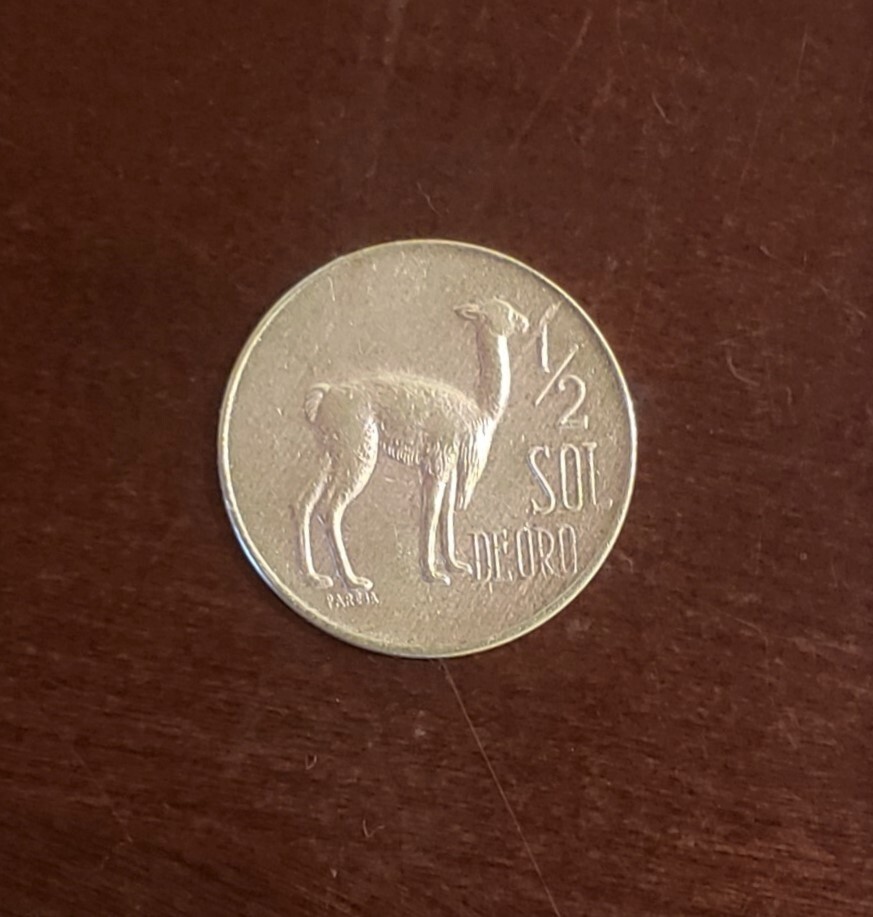 1/2
SOL
DE ORO
PAREJA